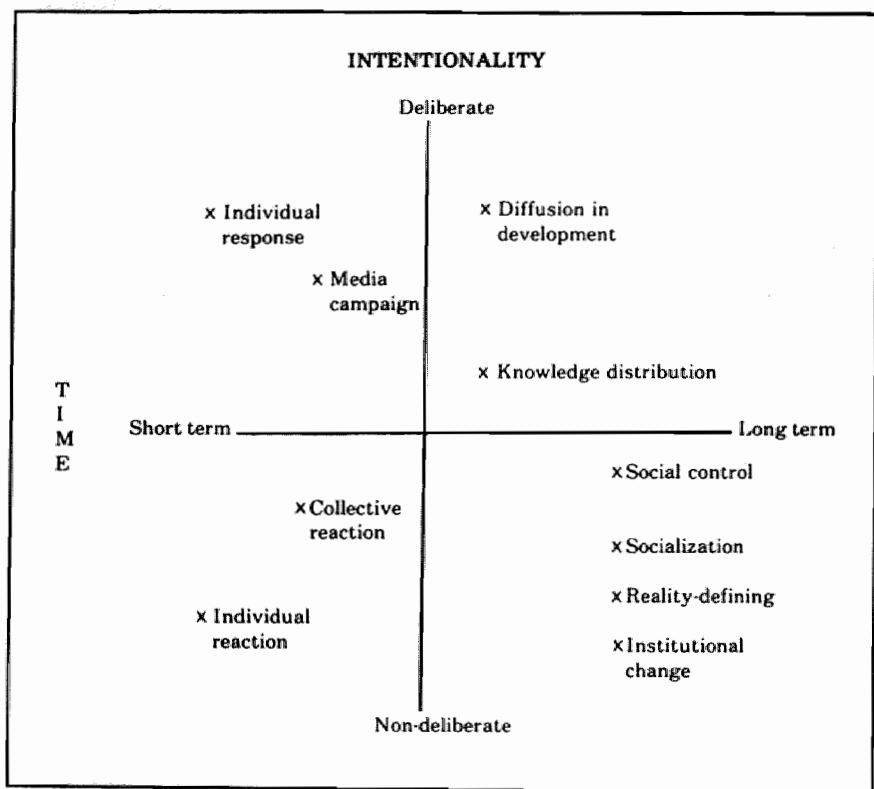 INTENTIONALITY
Deliberate
x Individual
response
x Diffusion in
development
x Media
campaign
x Knowledge distribution
T
I
M
E
Short term
Long term
x Social control
x Collective
reaction
x Socialization
x Reality-defining
x Individual
reaction
x Institutional
change
Non-deliberate